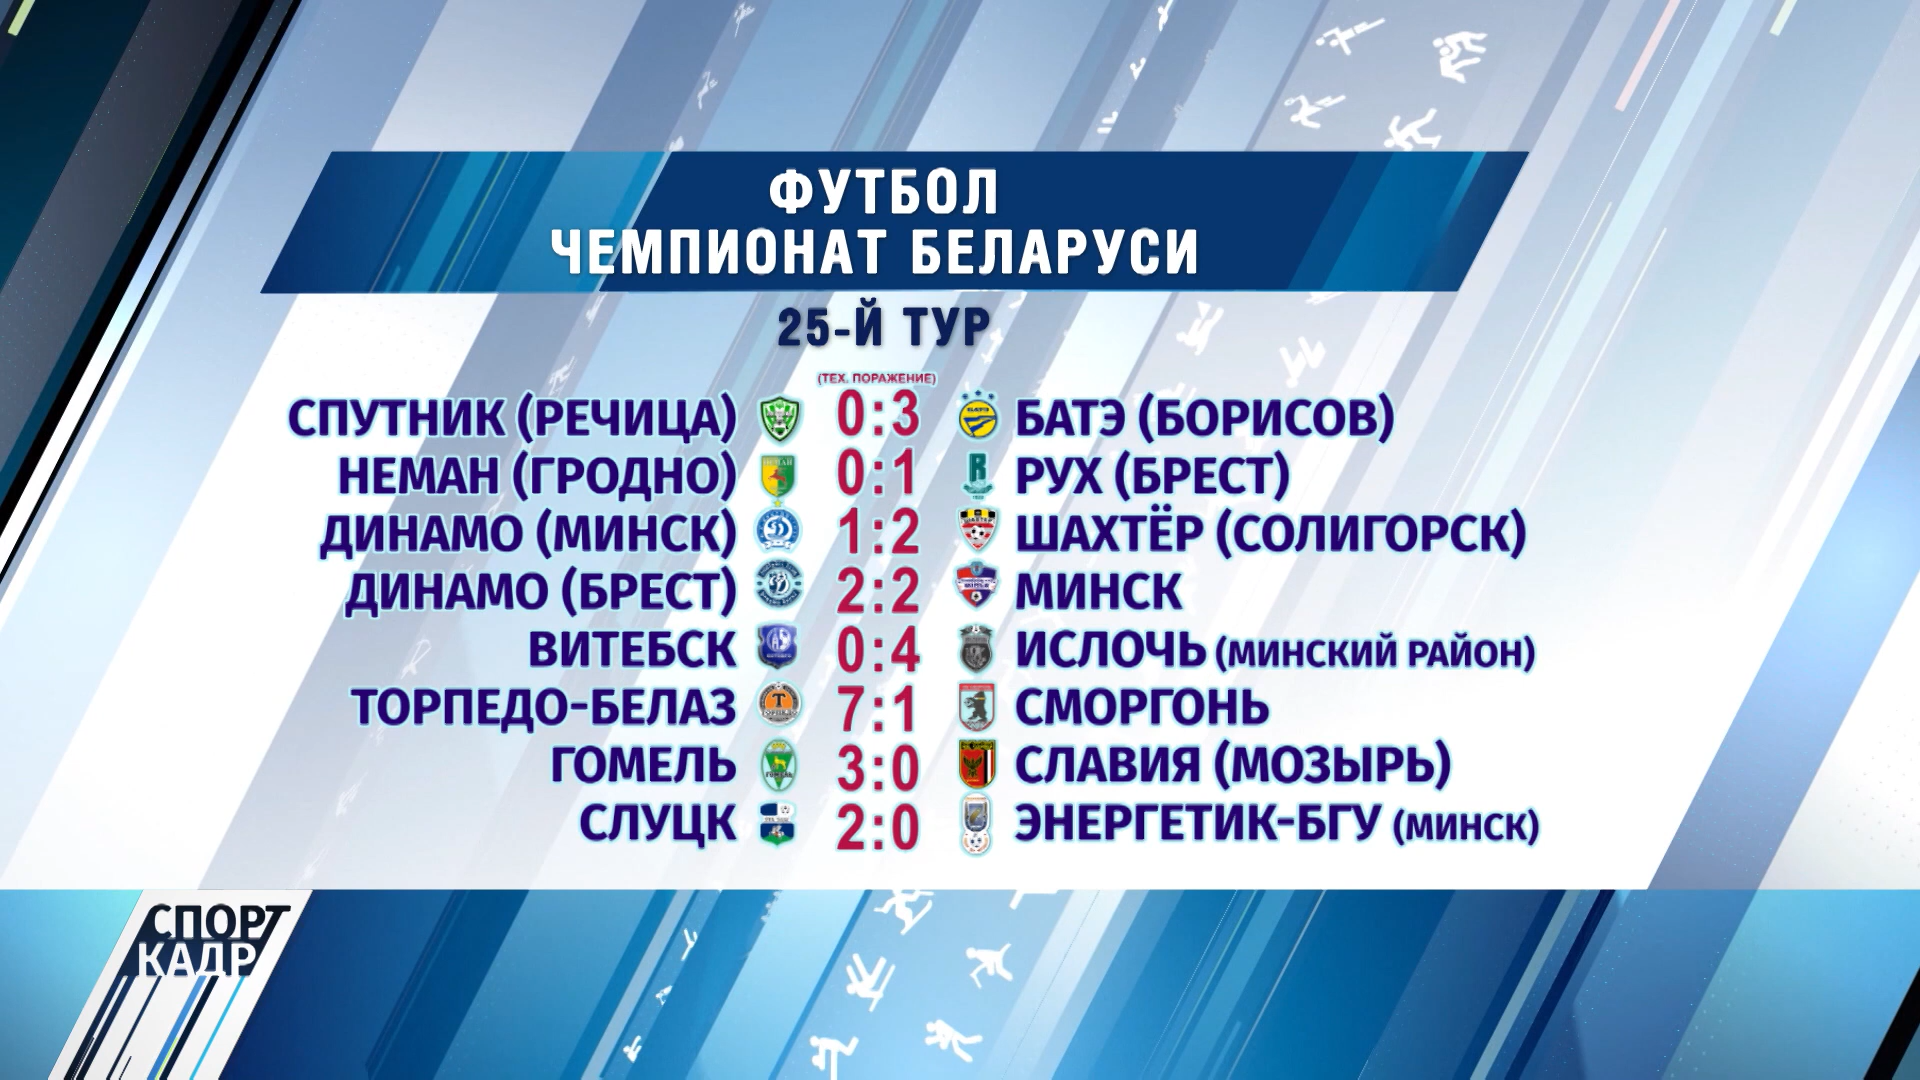 ФУТБОЛ
ЧЕМПИОНАТ БЕЛАРУСИ
25-Й ТУР
(ТЕХ. ПОРАЖЕНИЕ)
СПУТНИК (РЕЧИЦА) 0:3 БАТЭ (БОРИСОВ)
НЕМАН (ГРОДНО) 0:1 РУХ (БРЕСТ)
ДИНАМО (МИНСК) 1:2 ШАХТЁР (СОЛИГОРСК)
ДИНАМО (БРЕСТ) 2:2 МИНСК
ВИТЕБСК 0:4 ИСЛОЧЬ (МИНСКИЙ РАЙОН)
ТОРПЕДО-БЕЛАЗ 7:1 СМОРГОНЬ
ГОМЕЛЬ 3:0 СЛАВИЯ (МОЗЫРЬ)
СЛУЦК 2:0 ЭНЕРГЕТИК-БГУ (МИНСК)
СПОРТ
КАДР